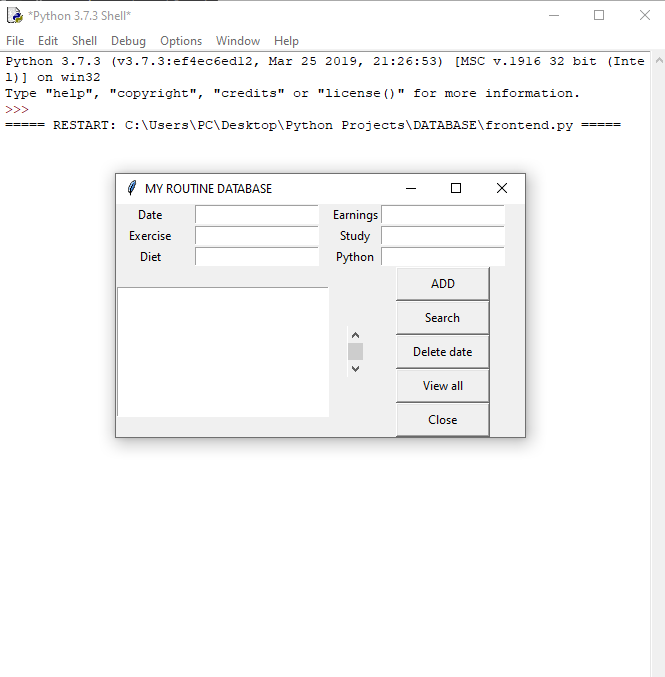 *Python 3.7.3 Shell*
File Edit Shell Debug Options Window Help
Python 3.7.3 (v3.7.3:ef4ec6ed12, Mar 25 2019, 21:26:53) [MSC v.1916 32 bit (Inte
l)] on win32
Type "help", "copyright", "credits" or "license()" for more information.
>>>
===== RESTART: C:\Users\PC\Desktop\Python Projects\DATABASE\frontend.py =====
MY ROUTINE DATABASE
Date Earnings
Exercise Study
Diet Python
ADD
Search
Delete date
View all
Close